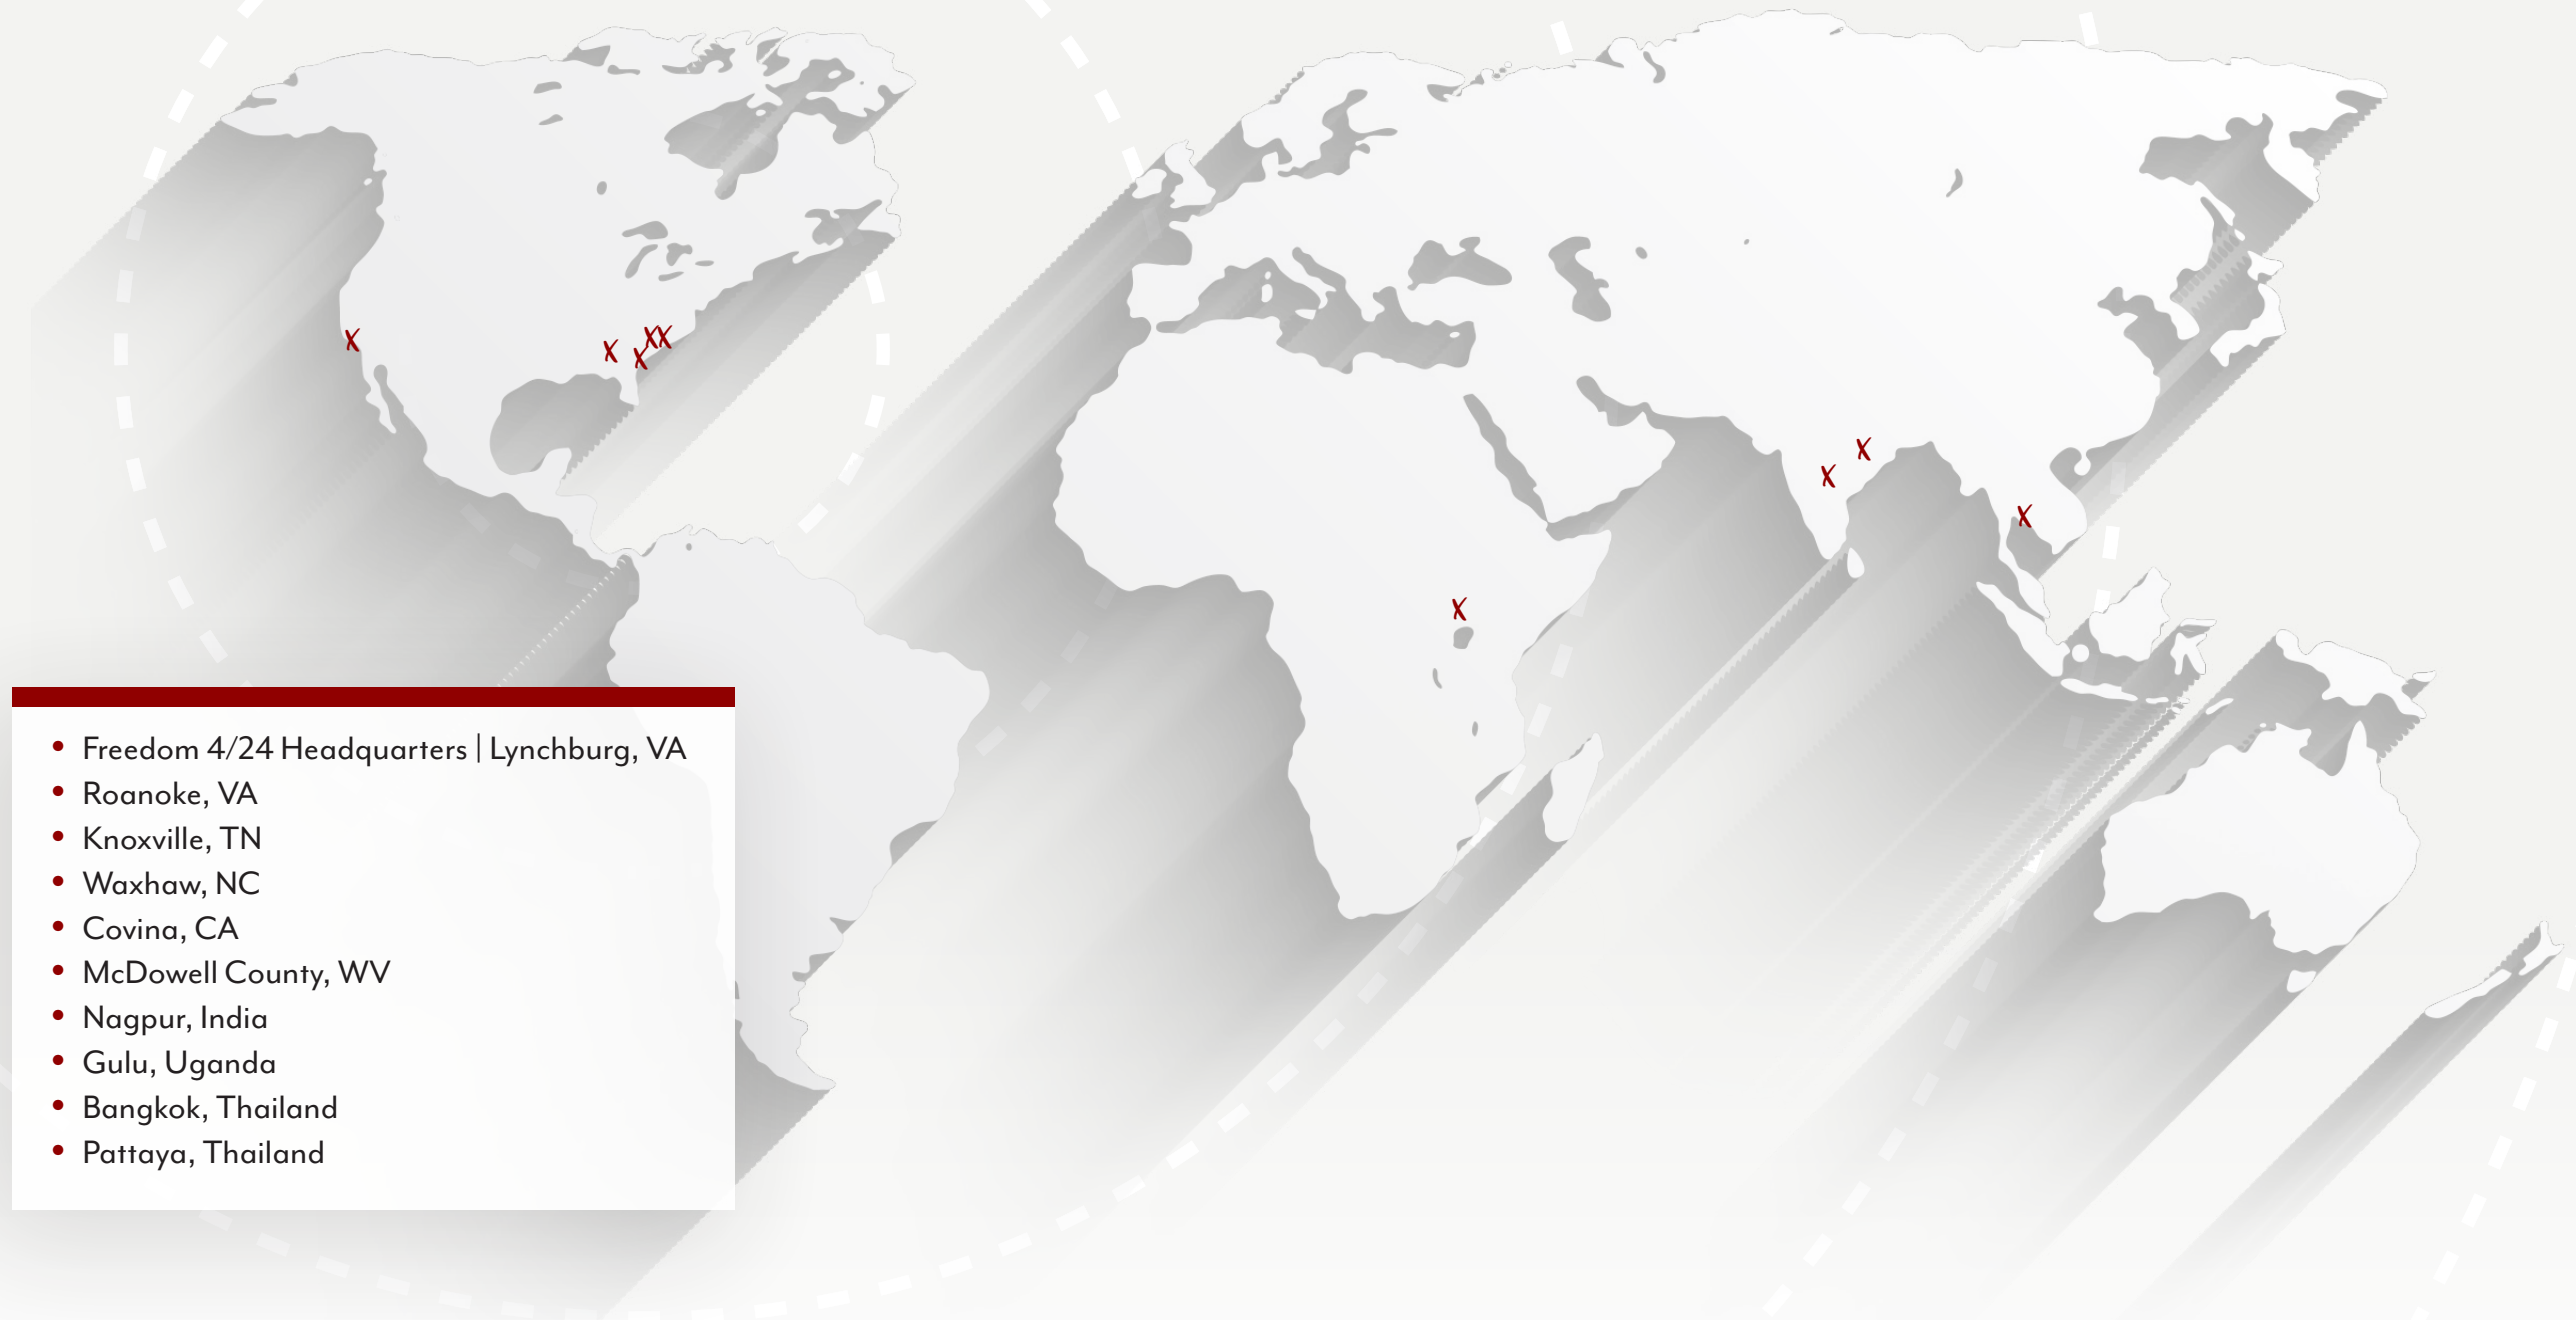 Freedom 4/24 Headquarters | Lynchburg, VA
Roanoke, VA
Knoxville, TN
Waxhaw, NC
Covina, CA
McDowell County, WV
Nagpur, India
Gulu, Uganda
Bangkok, Thailand
Pattaya, Thailand